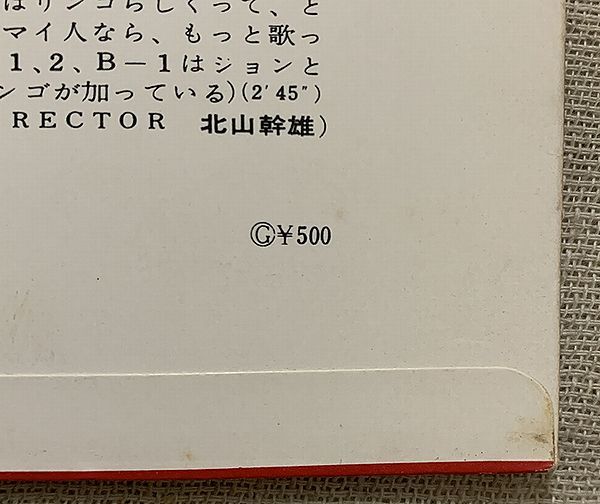 はリンゴらしくって、と
マイ人なら、もっと歌っ
1、2、B－1はジョンと
ンゴが加っている)(2′45″)
RECTOR 北山幹雄)
Ⓖ¥500